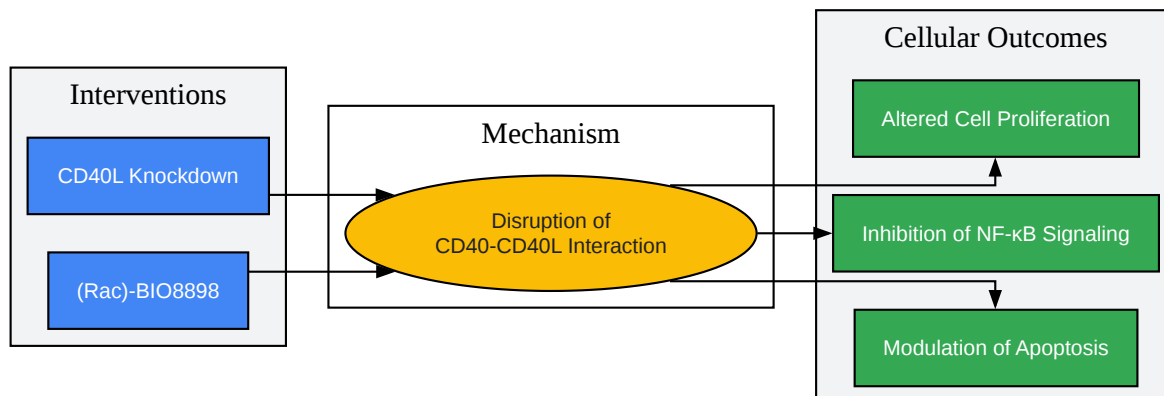 Interventions
CD40L Knockdown
(Rac)-BIO8898
Mechanism
Disruption of
CD40-CD40L Interaction
Cellular Outcomes
Altered Cell Proliferation
Inhibition of NF-κB Signaling
Modulation of Apoptosis